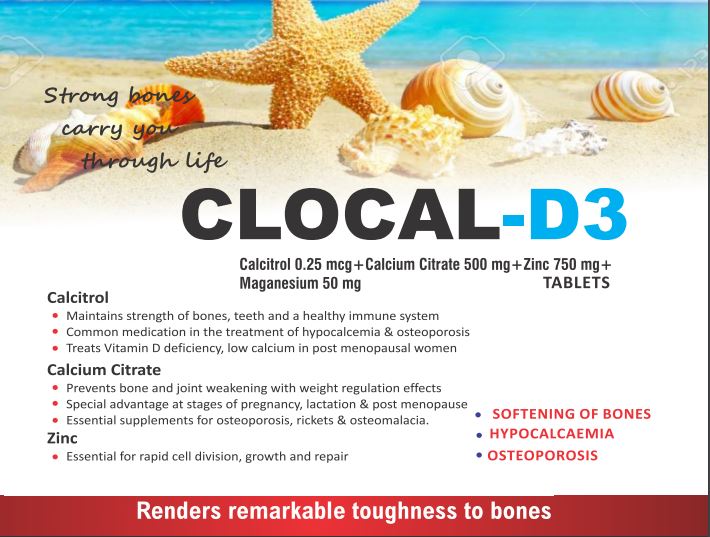 Strong bones
carry you
through life
CLOCAL-D3
Calcitrol 0.25 mcg+Calcium Citrate 500 mg+Zinc 750 mg+
Maganesium 50 mg TABLETS
Calcitrol
• Maintains strength of bones, teeth and a healthy immune system
• Common medication in the treatment of hypocalcemia & osteoporosis
• Treats Vitamin D deficiency, low calcium in post menopausal women
Calcium Citrate
• Prevents bone and joint weakening with weight regulation effects
• Special advantage at stages of pregnancy, lactation & post menopause
• Essential supplements for osteoporosis, rickets & osteomalacia.
Zinc
• Essential for rapid cell division, growth and repair
• SOFTENING OF BONES
• HYPOCALCAEMIA
• OSTEOPOROSIS
Renders remarkable toughness to bones